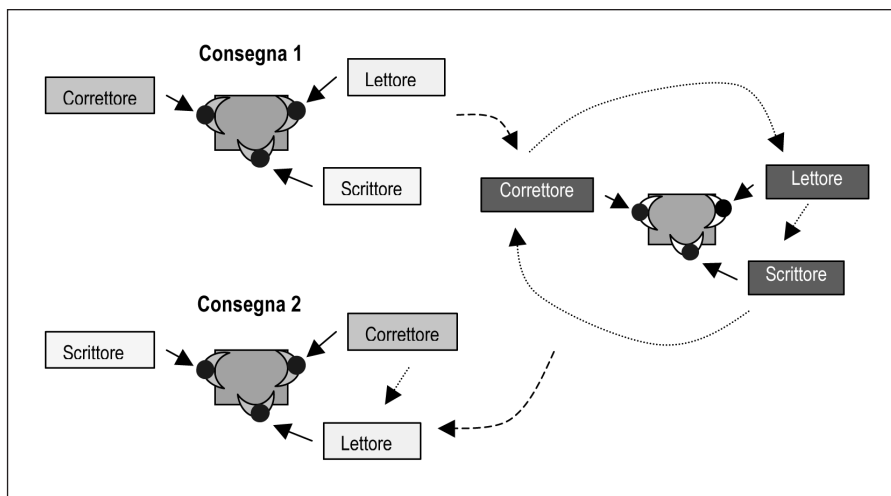 Consegna 1
Correttore
Lettore
Scrittore
Correttore
Lettore
Scrittore
Consegna 2
Scrittore
Correttore
Lettore